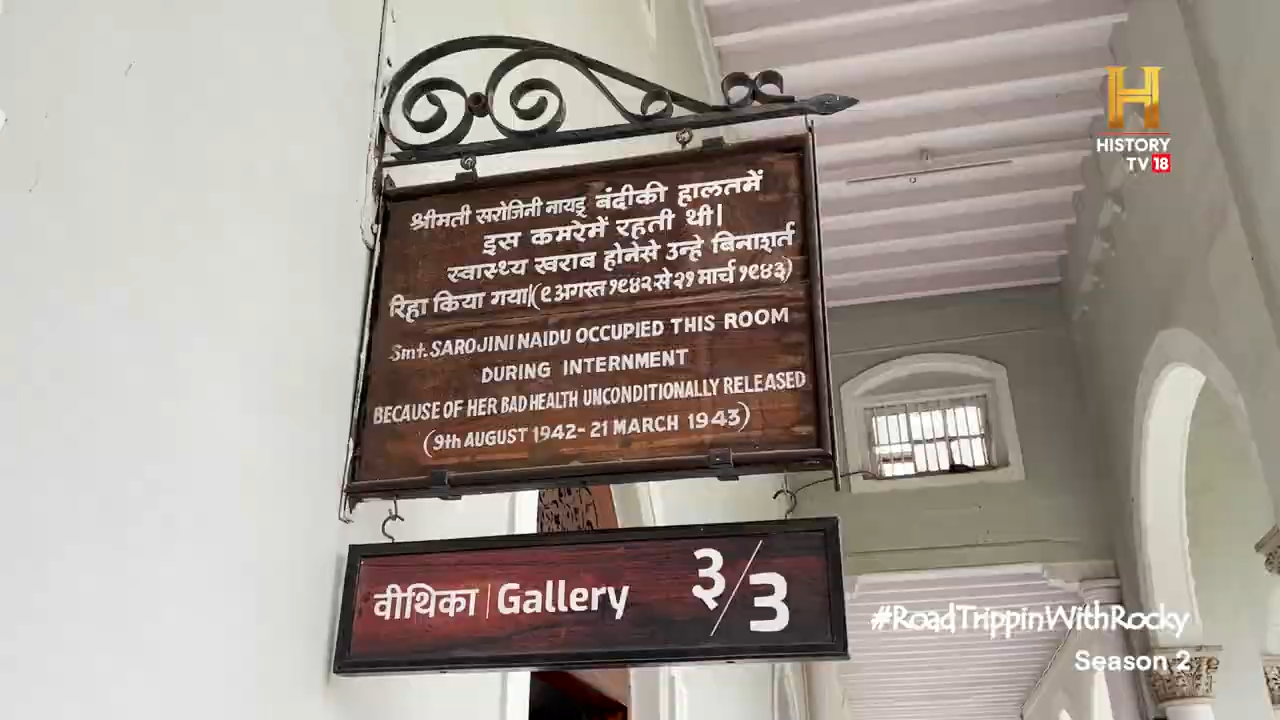 श्रीमती सरोजिनी नायडू बंदीकी हालतमें
इस कमरेमें रहती थी|
स्वास्थ्य खराब होनेसे उन्हे बिनाशर्त
रिहा किया गया|(९ अगस्त १९४२ से २१ मार्च १९४३)
Smt. SAROJINI NAIDU OCCUPIED THIS ROOM
DURING INTERNMENT
BECAUSE OF HER BAD HEALTH UNCONDITIONALLY RELEASED
(9th AUGUST 1942- 21 MARCH 1943)
वीथिका | Gallery ३/3
H
HISTORY
TV 18
#RoadTrippinWithRocky
Season 2